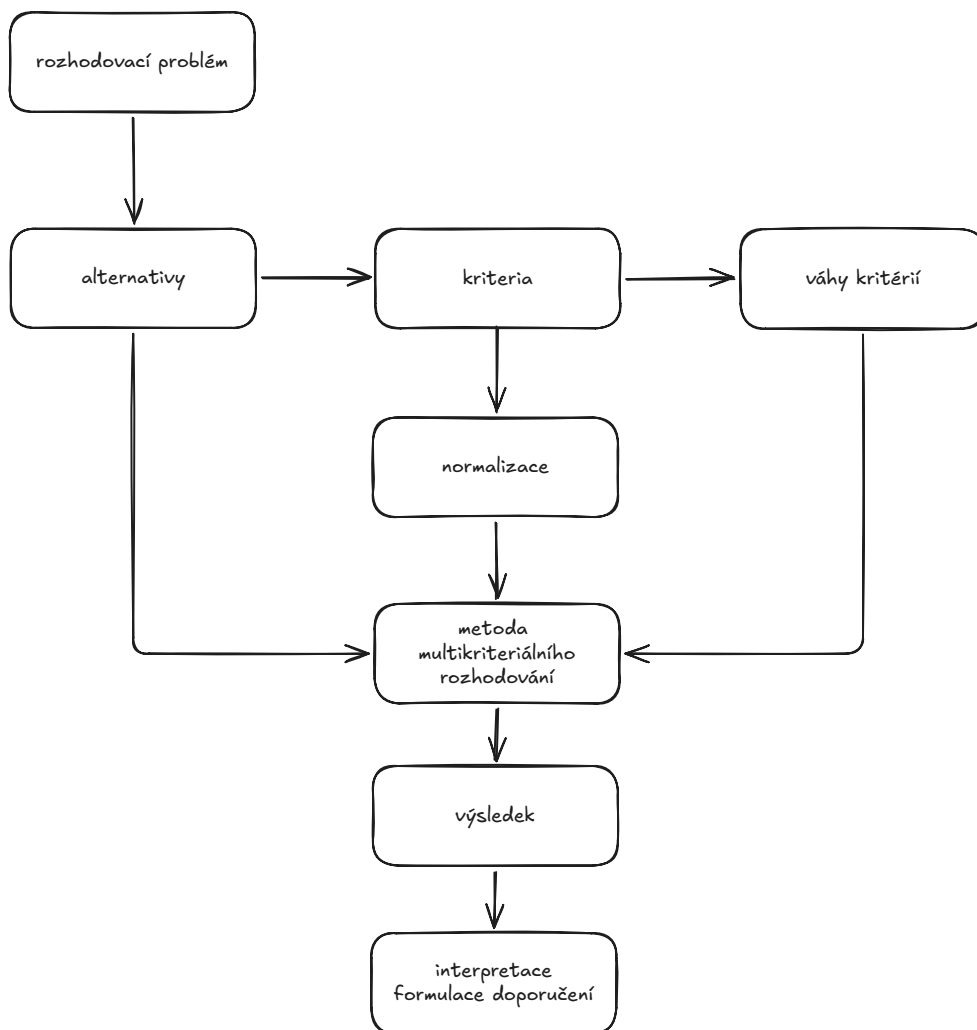 rozhodovací problém
alternativy
kriteria
váhy kritérií
normalizace
metoda
multikriteriálního
rozhodování
výsledek
interpretace
formulace doporučení